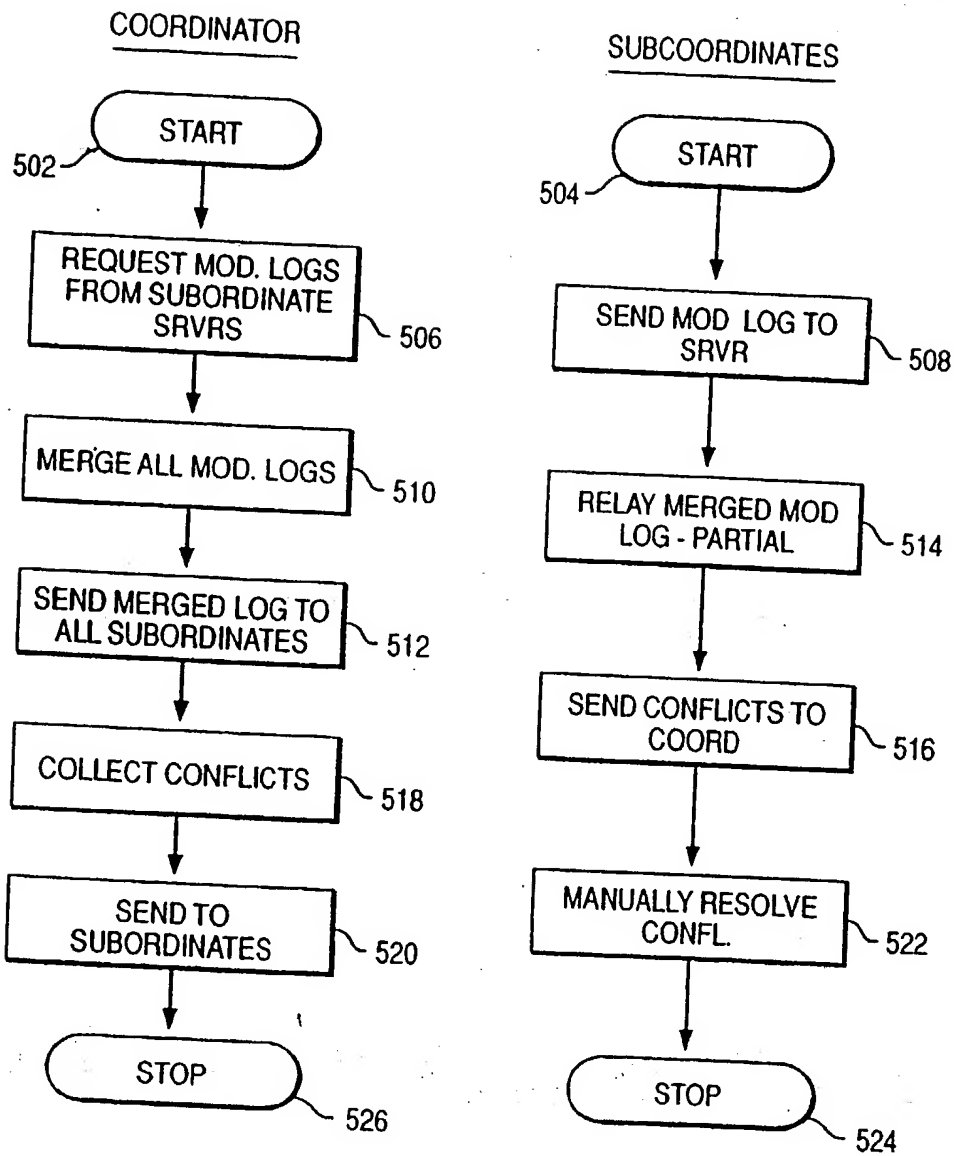 COORDINATOR
START
502
REQUEST MOD. LOGS
FROM SUBORDINATE
SRVRS
506
MERGE ALL MOD. LOGS
510
SEND MERGED LOG TO
ALL SUBORDINATES
512
COLLECT CONFLICTS
518
SEND TO
SUBORDINATES
520
STOP
526
SUBCOORDINATES
START
504
SEND MOD LOG TO
SRVR
508
RELAY MERGED MOD
LOG - PARTIAL
514
SEND CONFLICTS TO
COORD
516
MANUALLY RESOLVE
CONFL.
522
STOP
524